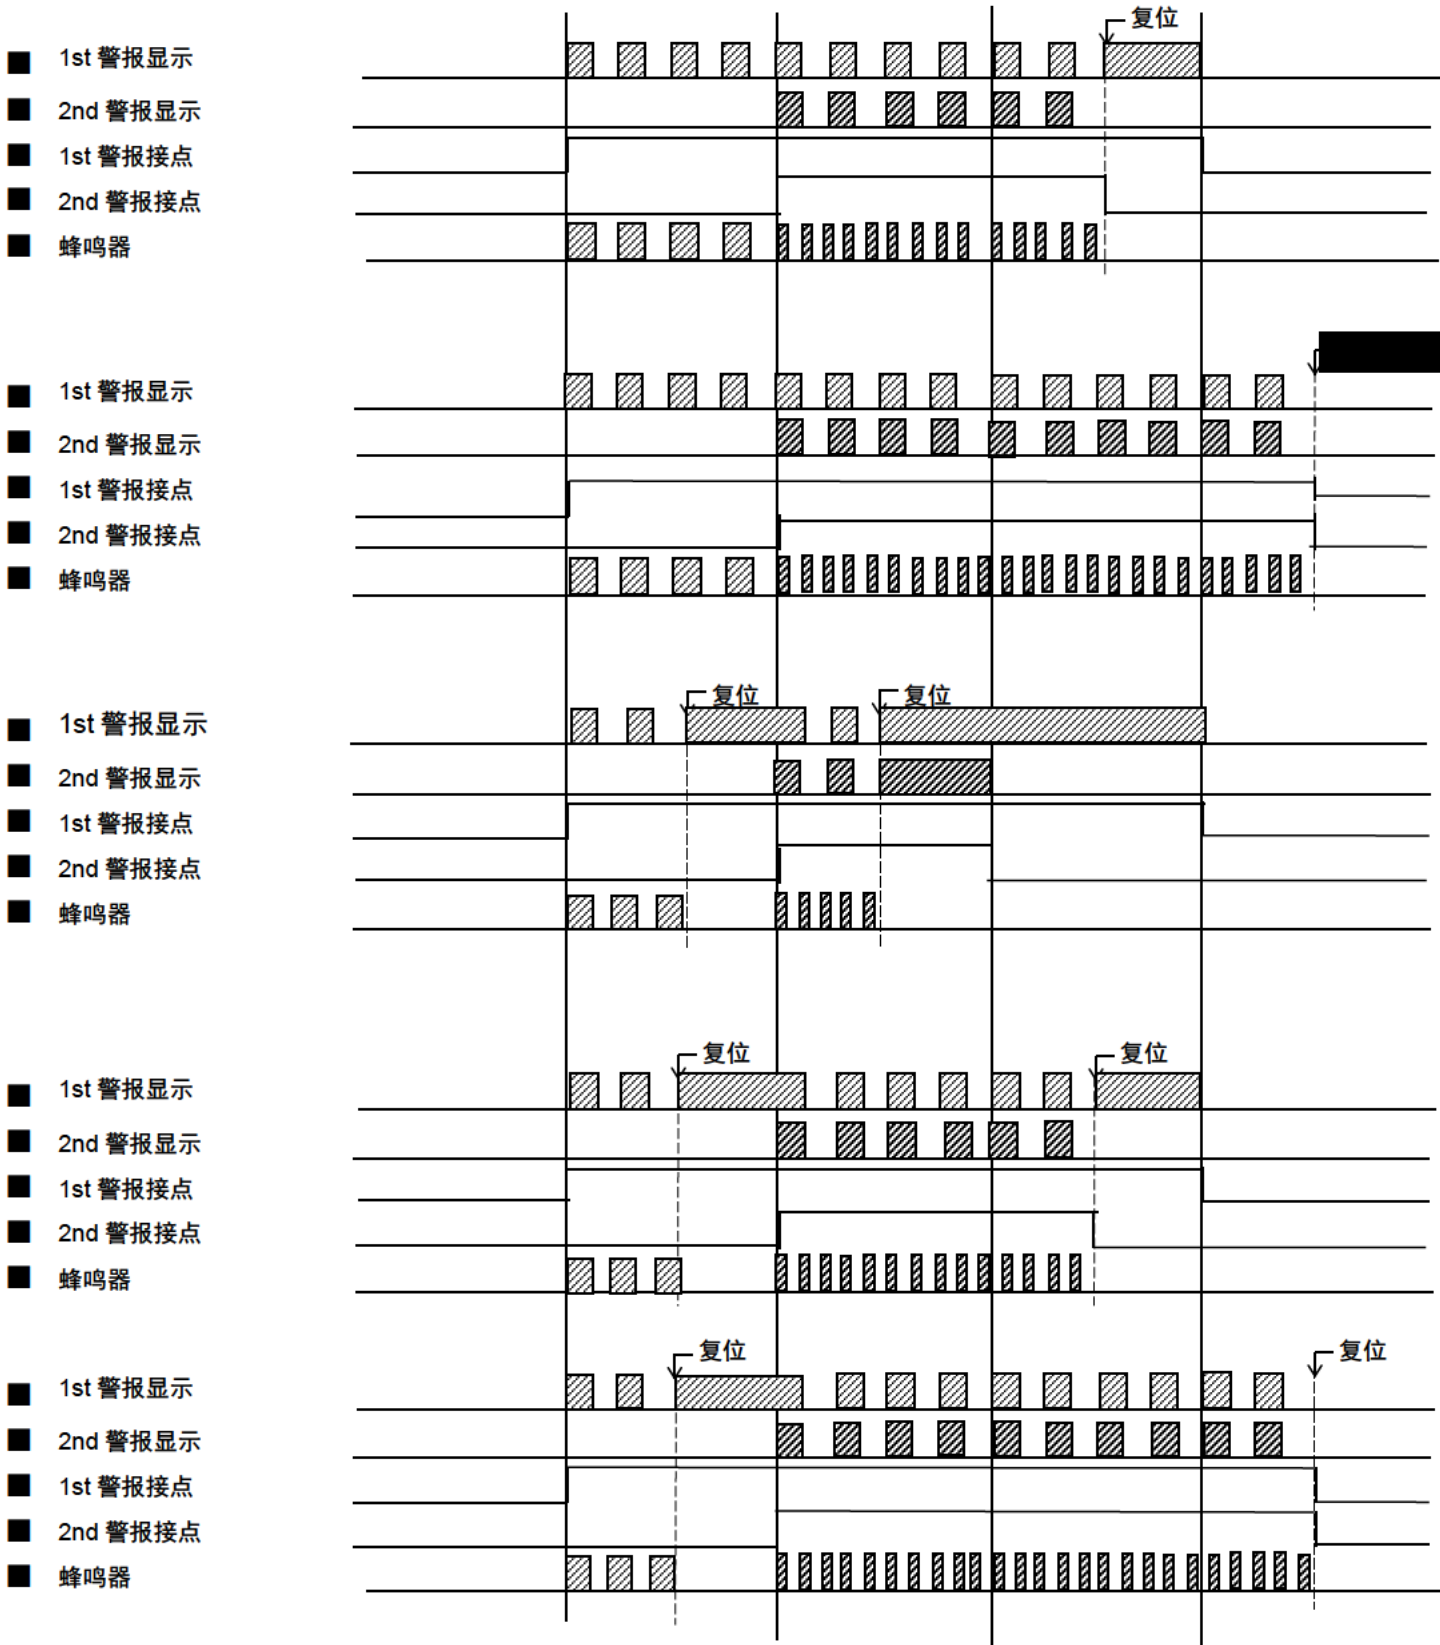 复位
1st 警报显示
2nd 警报显示
1st 警报接点
2nd 警报接点
蜂鸣器
1st 警报显示
2nd 警报显示
1st 警报接点
2nd 警报接点
蜂鸣器
复位 复位
1st 警报显示
2nd 警报显示
1st 警报接点
2nd 警报接点
蜂鸣器
复位 复位
1st 警报显示
2nd 警报显示
1st 警报接点
2nd 警报接点
蜂鸣器
复位 复位
1st 警报显示
2nd 警报显示
1st 警报接点
2nd 警报接点
蜂鸣器